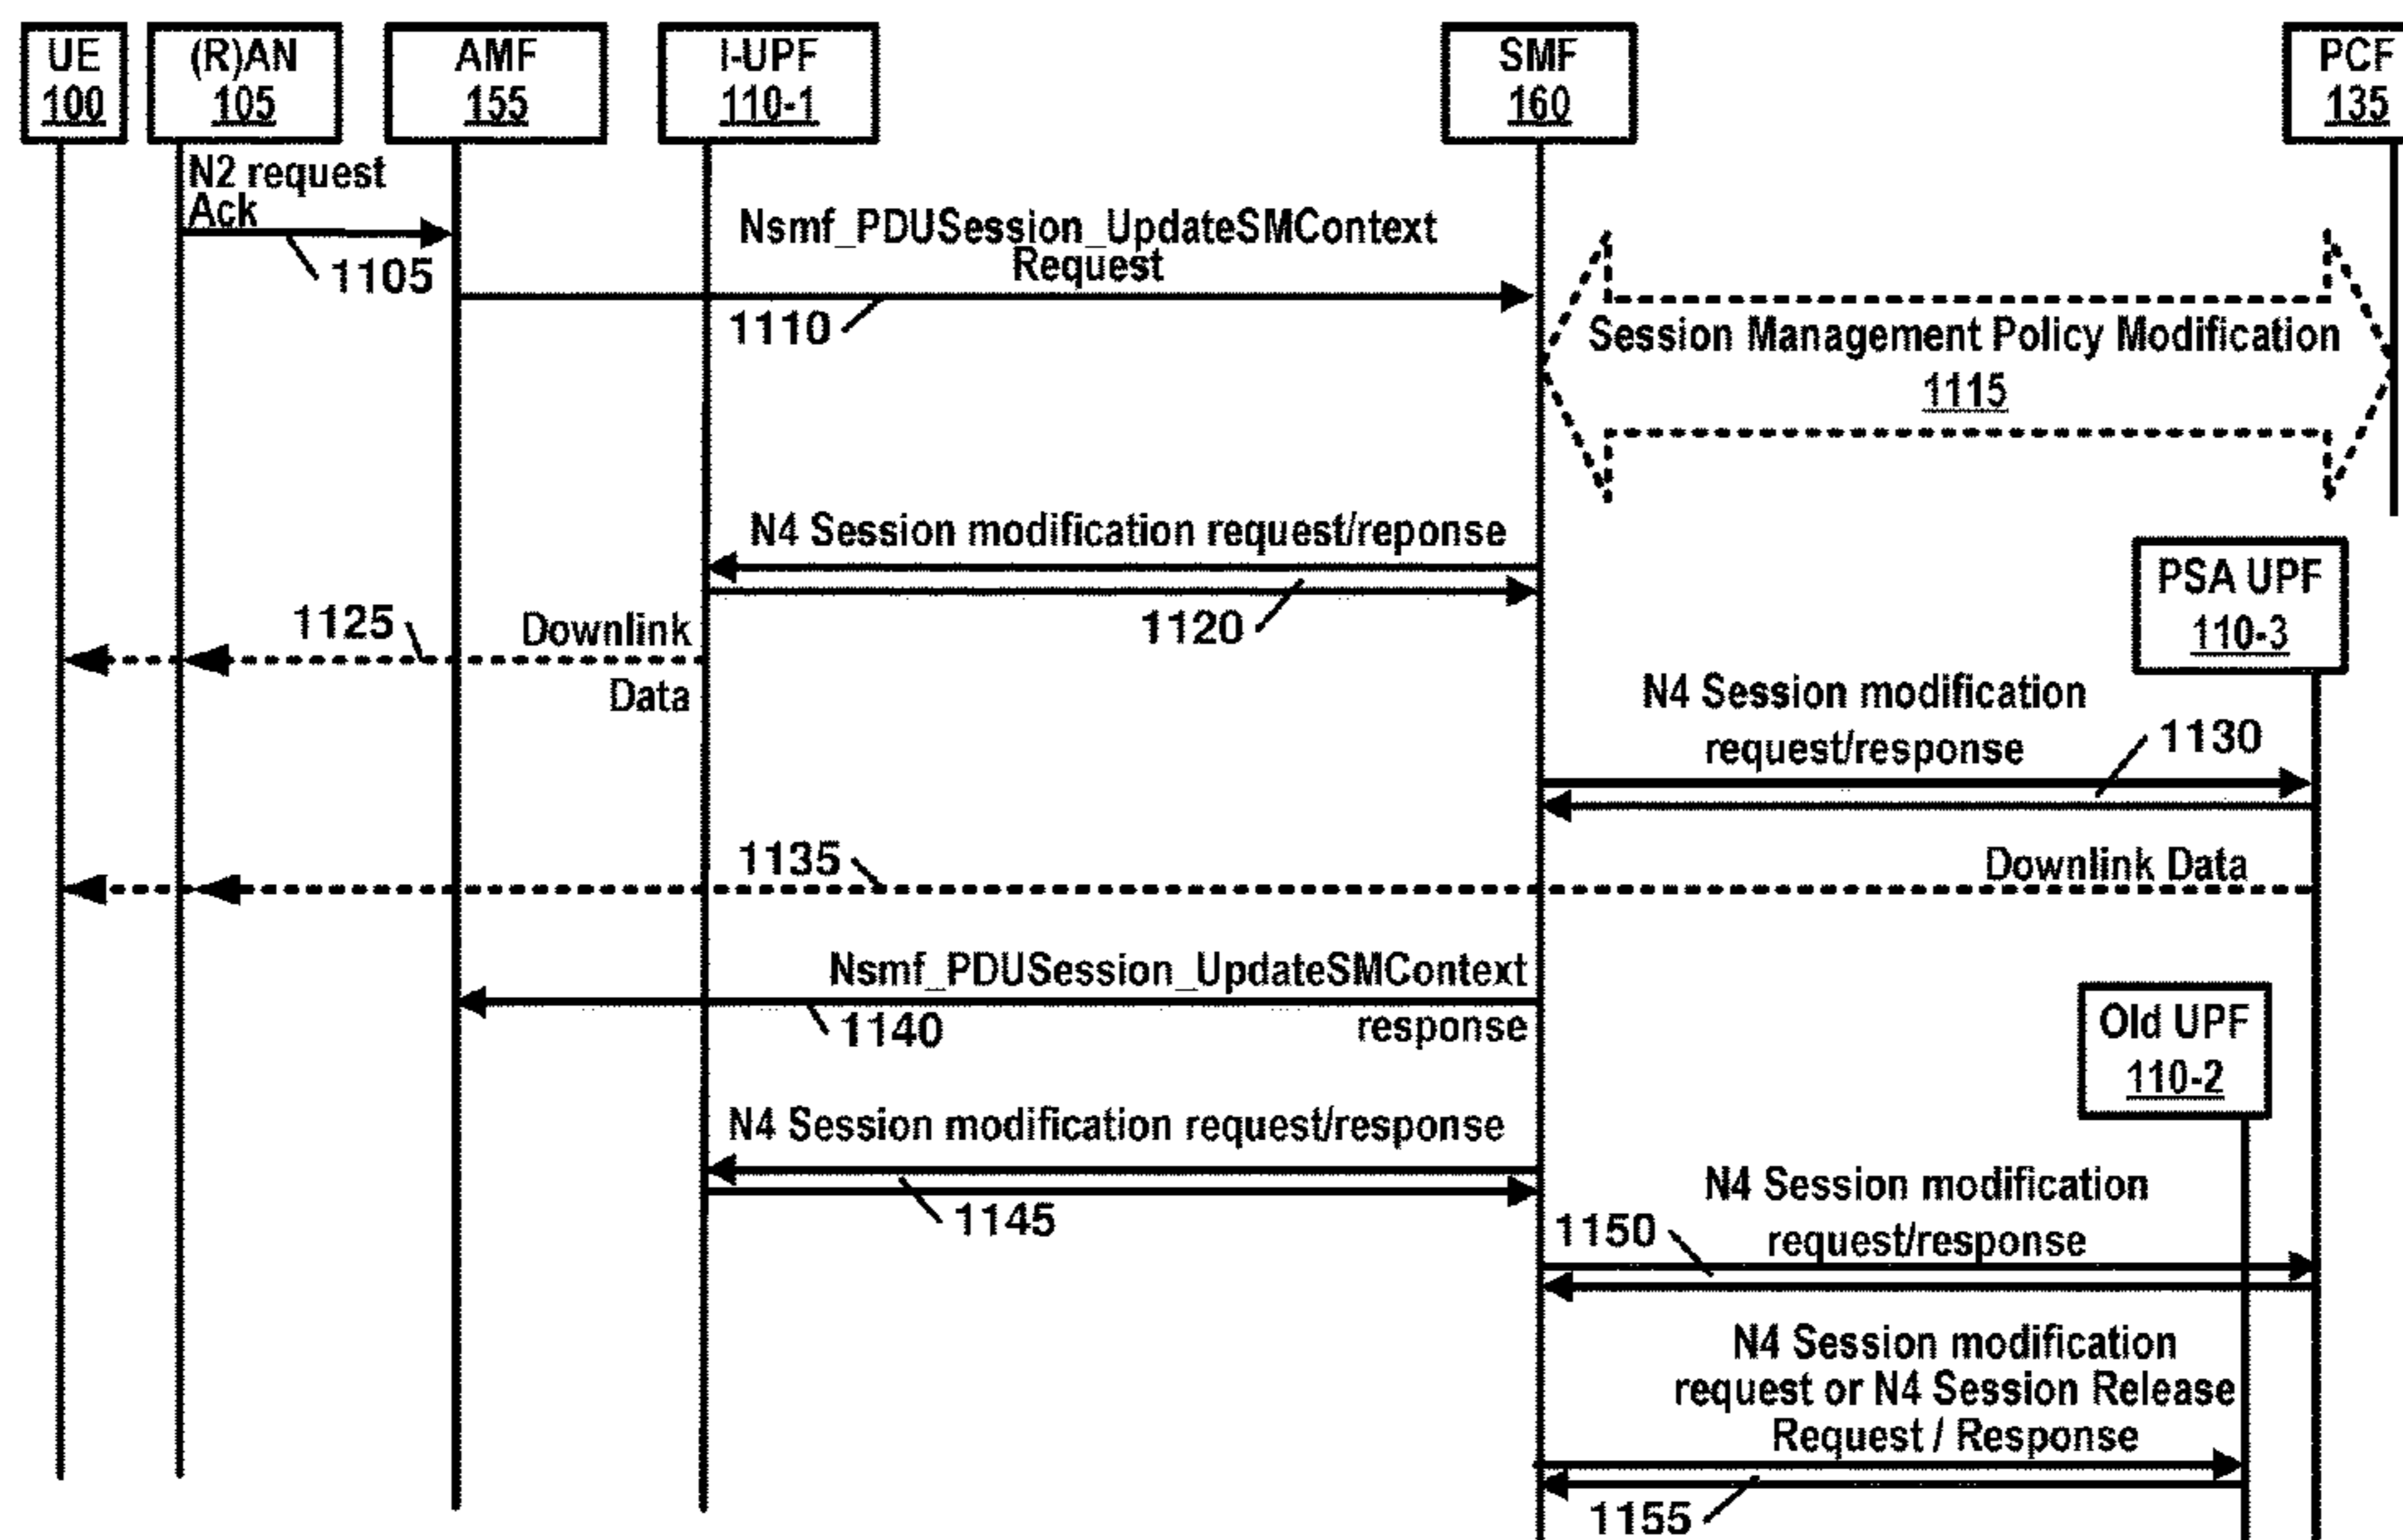 UE
100
(R)AN
105
AMF
155
I-UPF
110-1
SMF
160
PCF
135
N2 request
Ack
1105
Nsmf_PDUSession_UpdateSMContext
Request
1110
Session Management Policy Modification
1115
N4 Session modification request/reponse
1120
PSA UPF
110-3
1125
Downlink
Data
N4 Session modification
request/response
1130
1135
Downlink Data
Nsmf_PDUSession_UpdateSMContext
response
1140
Old UPF
110-2
N4 Session modification request/response
1145
N4 Session modification
request/response
1150
N4 Session modification
request or N4 Session Release
Request / Response
1155